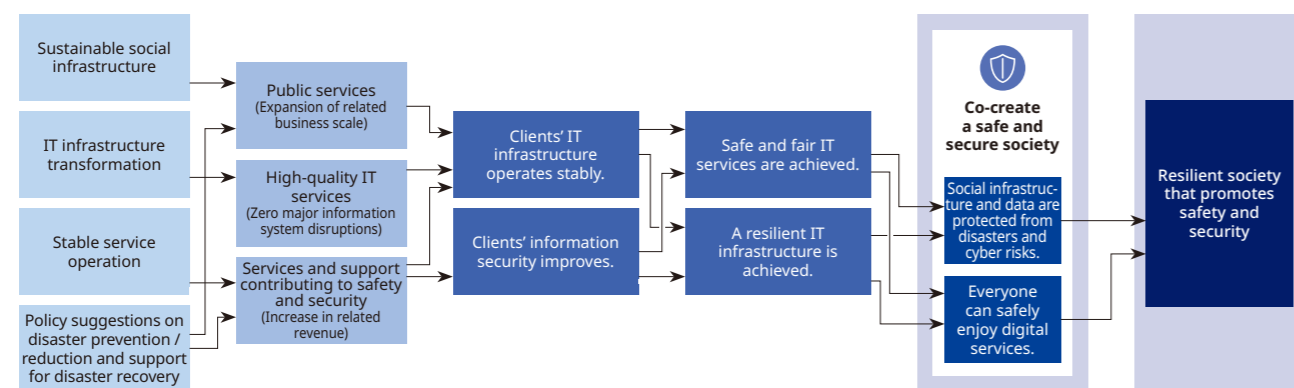 Sustainable social
infrastructure
IT infrastructure
transformation
Stable service
operation
Policy suggestions on
disaster prevention /
reduction and support
for disaster recovery
Public services
(Expansion of related
business scale)
High-quality IT
services
(Zero major information
system disruptions)
Services and support
contributing to safety
and security
(Increase in related
revenue)
Clients’ IT
infrastructure
operates stably.
Clients’ information
security improves.
Safe and fair IT
services are achieved.
A resilient IT
infrastructure is
achieved.
Co-create
a safe and
secure society
Social infrastruc-
ture and data are
protected from
disasters and
cyber risks.
Everyone
can safely
enjoy digital
services.
Resilient society
that promotes
safety and
security